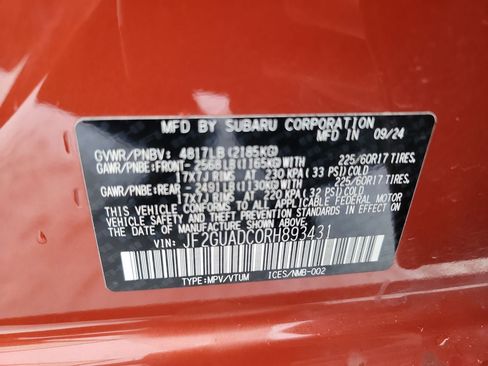 MFD BY SUBARU CORPORATION
MFD IN 09/24
GVWR/PNBV: 4817LB(2185KG)
GAWR/PNBE:FRONT-2568LB(1165KG)WITH 225/60R17 TIRES,
17X7J RIMS AT 230 KPA ( 33 PSI)COLD
GAWR/PNBE:REAR -2491LB(1130KG)WITH 225/60R17 TIRES,
17X7J RIMS AT 220 KPA( 32 PSI)COLD
THIS VEHICLE CONFORMS TO ALL APPLICABLE FEDERAL MOTOR
VEHICLE SAFETY STANDARDS IN EFFECT ON THE DATE OF
MANUFACTURE SHOWN ABOVE.
VIN: JF2GUADC0RH893431
TYPE:MPV/VTUM ICES/NMB-002